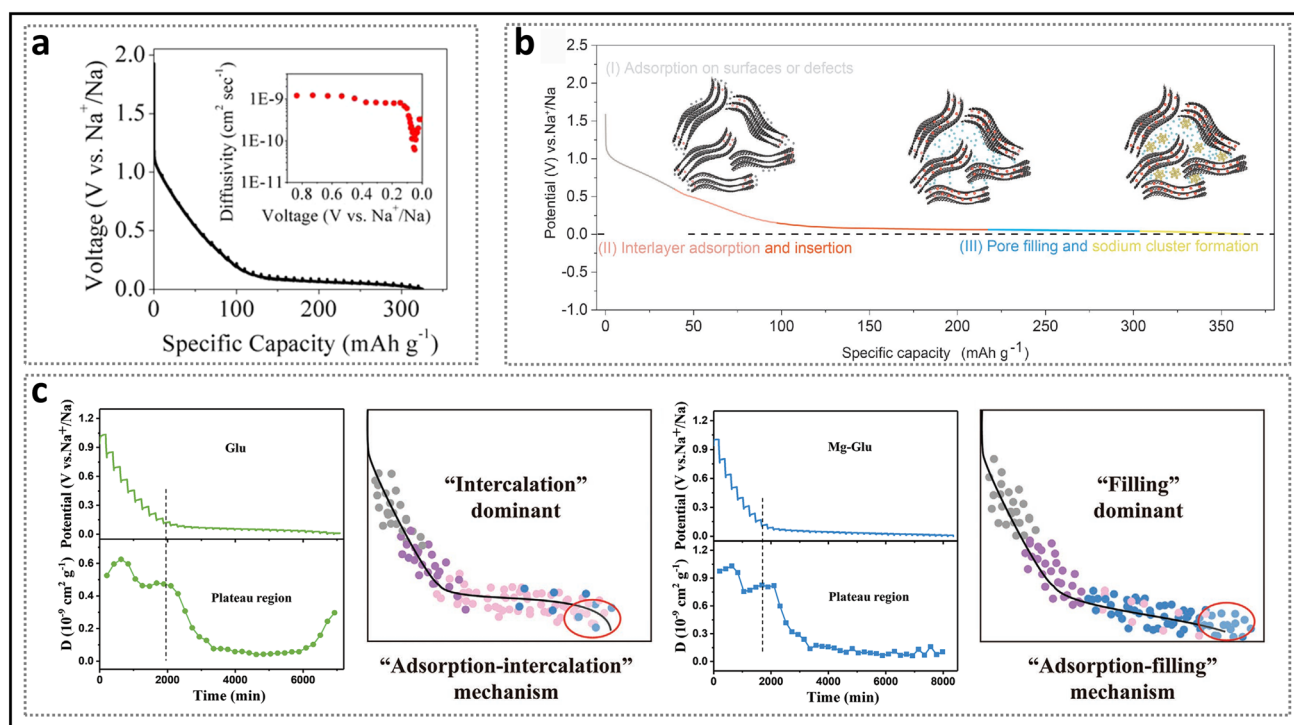 a
2.0
1.5
1.0
0.5
0.0
Voltage (V vs. Na⁺/Na)
0
100
200
300
Specific Capacity (mAh g⁻¹)
1E-9
1E-10
1E-11
Diffusivity (cm² sec⁻¹)
0.8
0.6
0.4
0.2
0.0
Voltage (V vs. Na⁺/Na)
b
2.5
2.0
1.5
1.0
0.5
0.0
-0.5
-1.0
Potential (V) vs.Na⁺/Na
(I) Adsorption on surfaces or defects
(II) Interlayer adsorption and insertion
(III) Pore filling and sodium cluster formation
0
50
100
150
200
250
300
350
Specific capacity (mAh g⁻¹)
c
1.2
0.9
0.6
0.3
0.0
Potential (V vs.Na⁺/Na)
Glu
0.8
0.6
0.4
0.2
0.0
D (10⁻⁹ cm² g⁻¹)
Plateau region
0
2000
4000
6000
Time (min)
“Intercalation”
dominant
“Adsorption-intercalation”
mechanism
1.2
0.9
0.6
0.3
0.0
Potential (V vs.Na⁺/Na)
Mg-Glu
1.2
0.9
0.6
0.3
0.0
D (10⁻⁹ cm² g⁻¹)
Plateau region
0
2000
4000
6000
8000
Time (min)
“Filling”
dominant
“Adsorption-filling”
mechanism